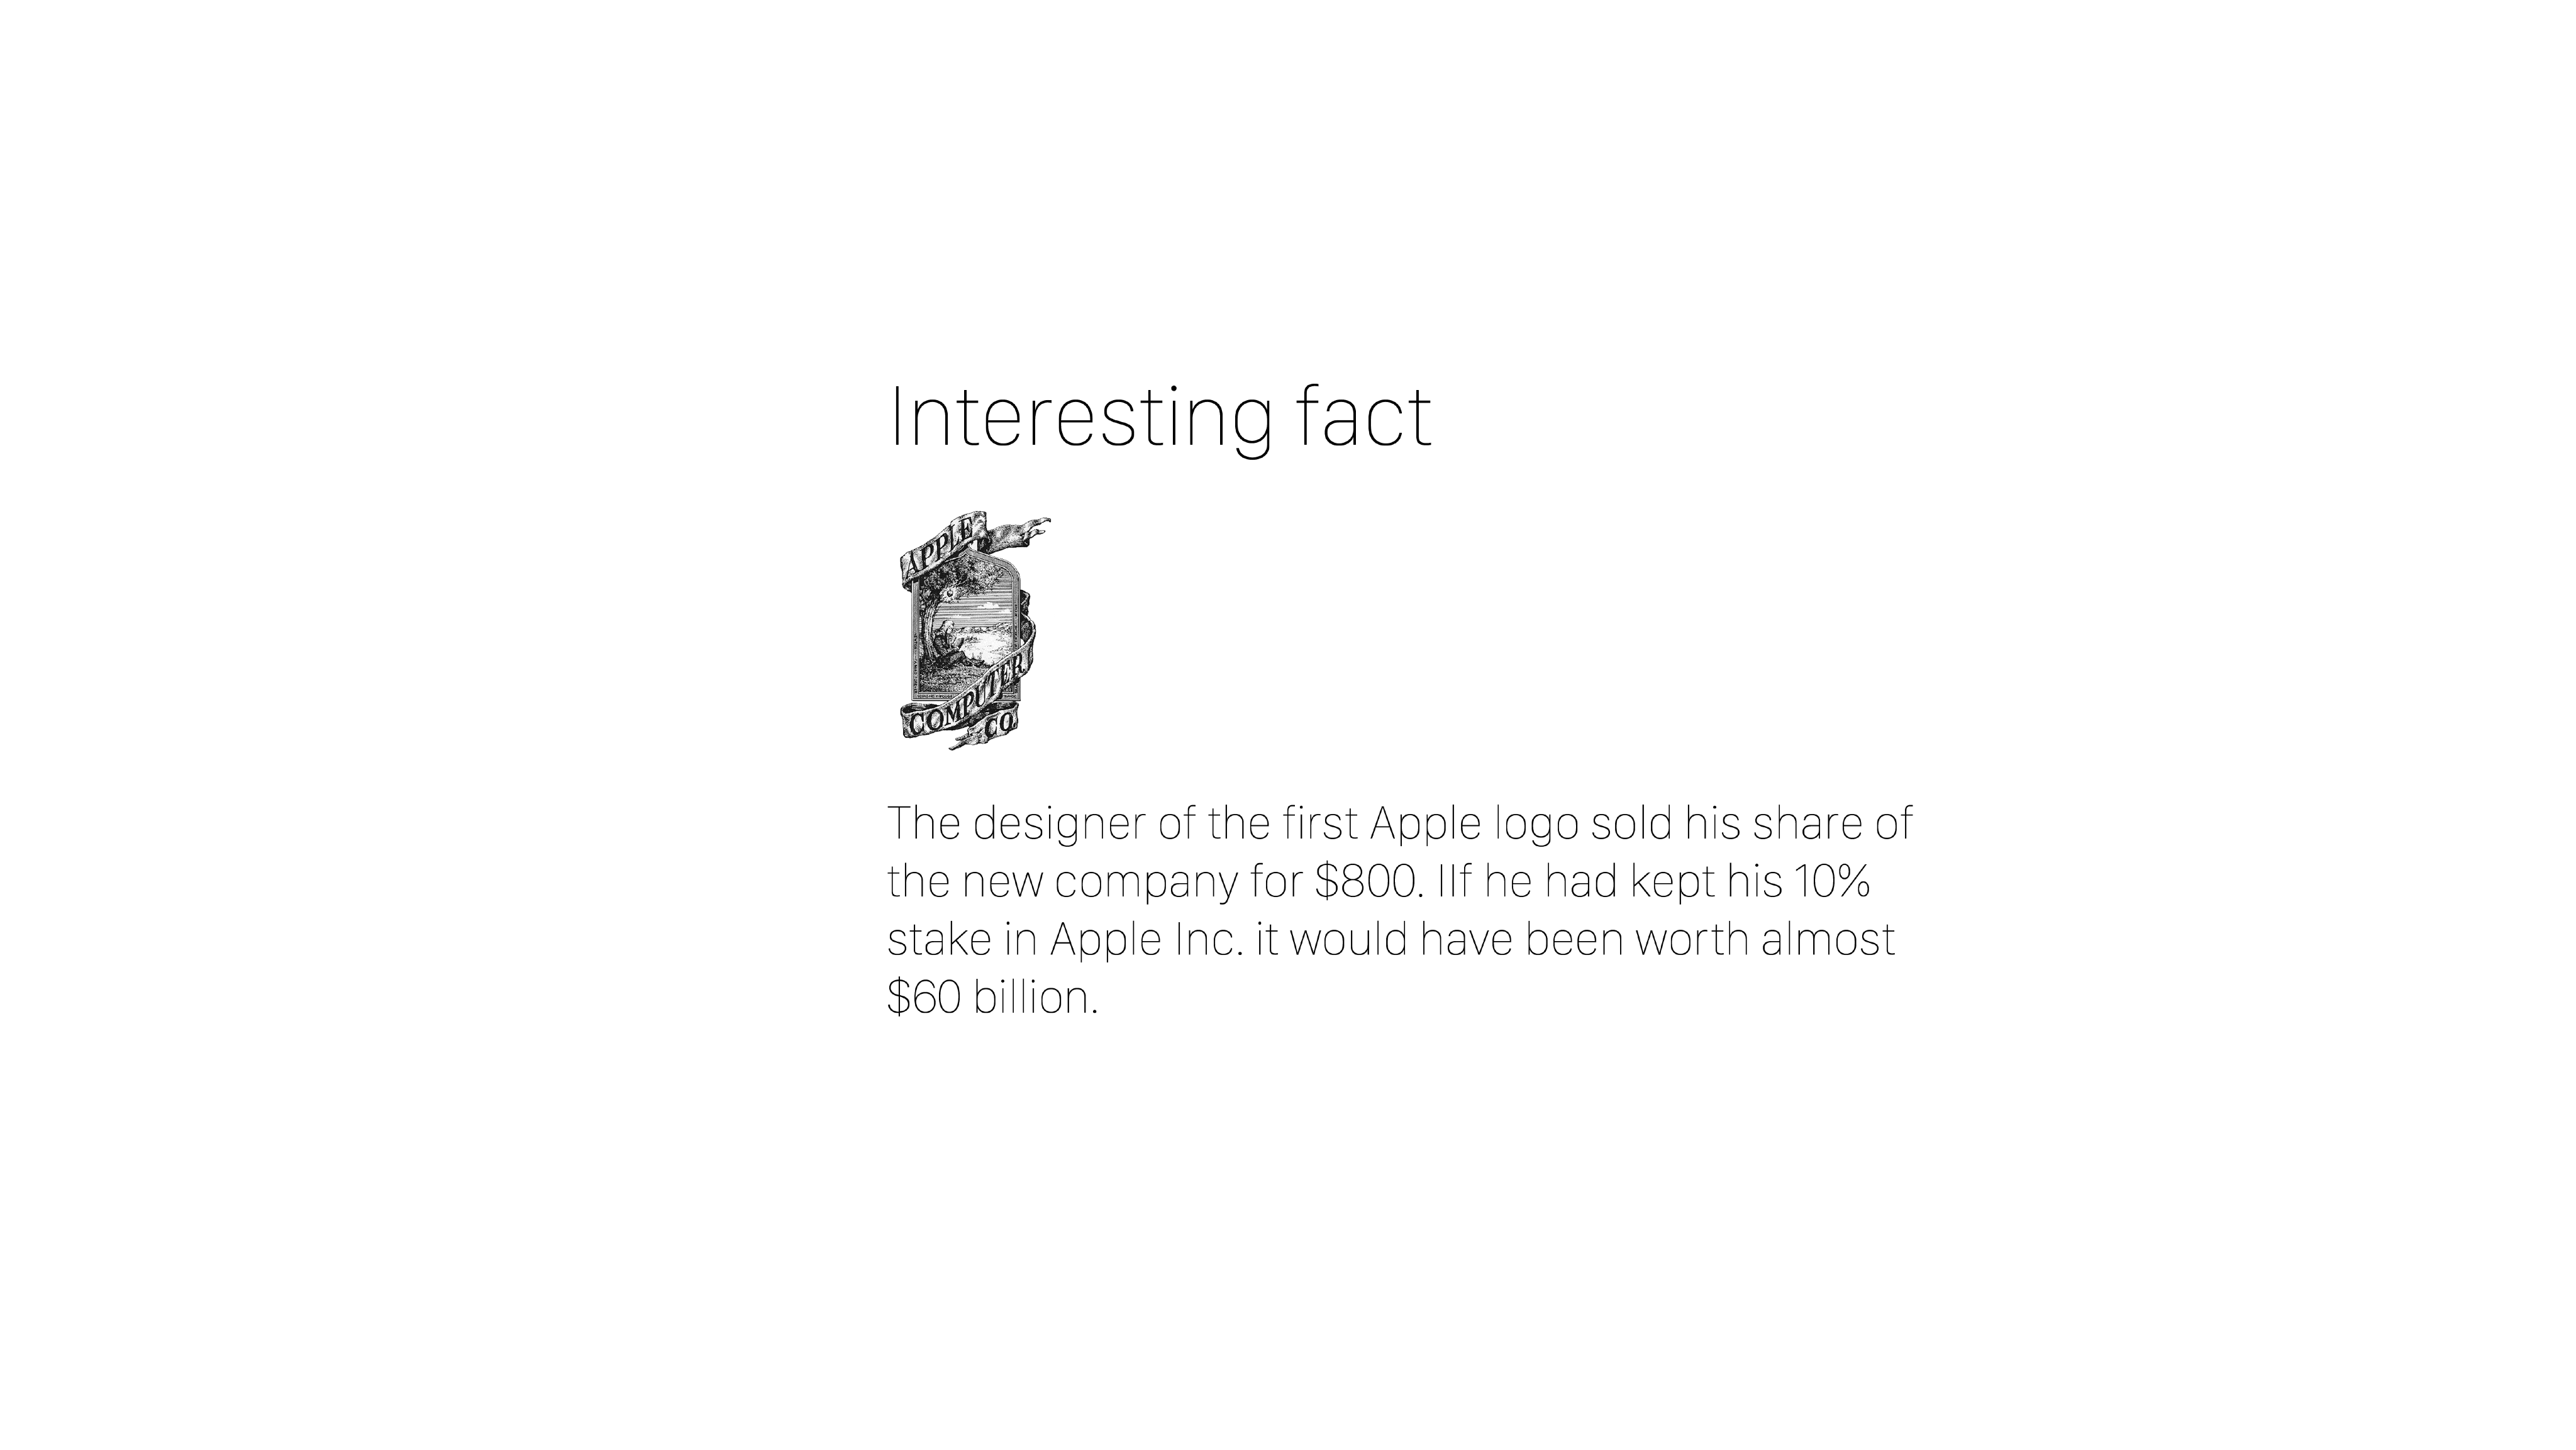 Interesting fact
APPLE
COMPUTER
CO
The designer of the first Apple logo sold his share of
the new company for $800. IIf he had kept his 10%
stake in Apple Inc. it would have been worth almost
$60 billion.